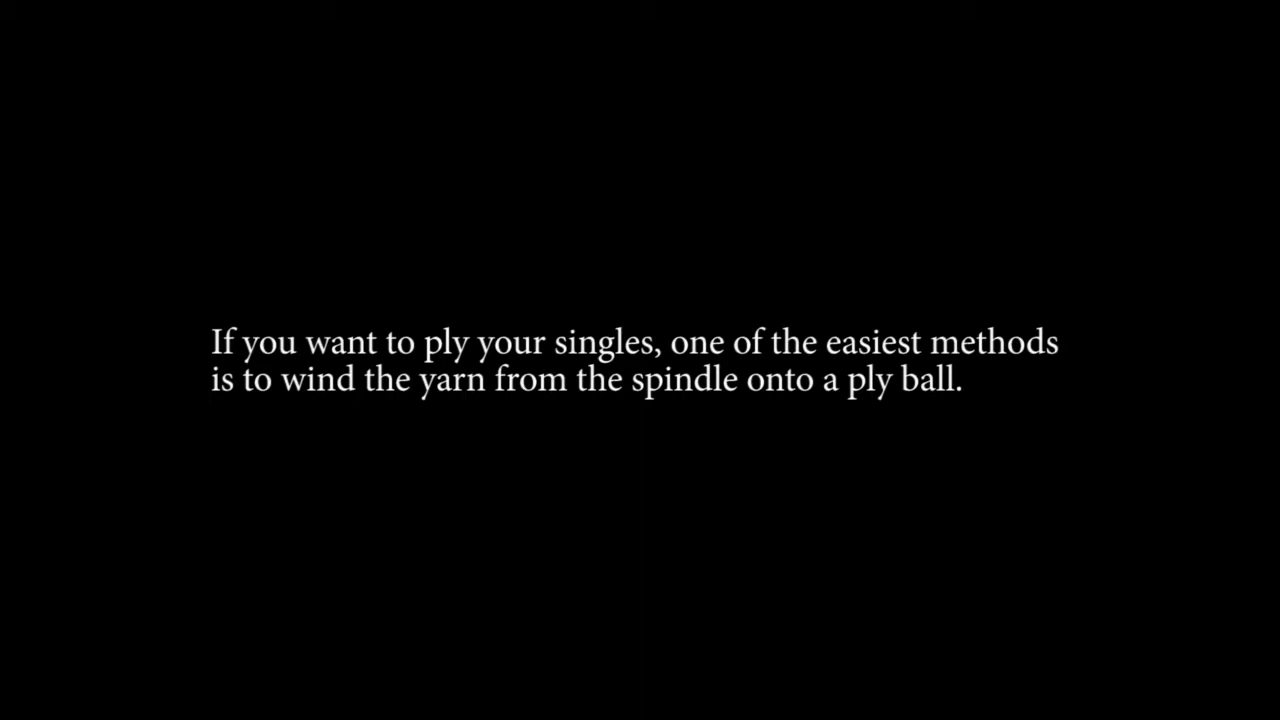 If you want to ply your singles, one of the easiest methods
is to wind the yarn from the spindle onto a ply ball.